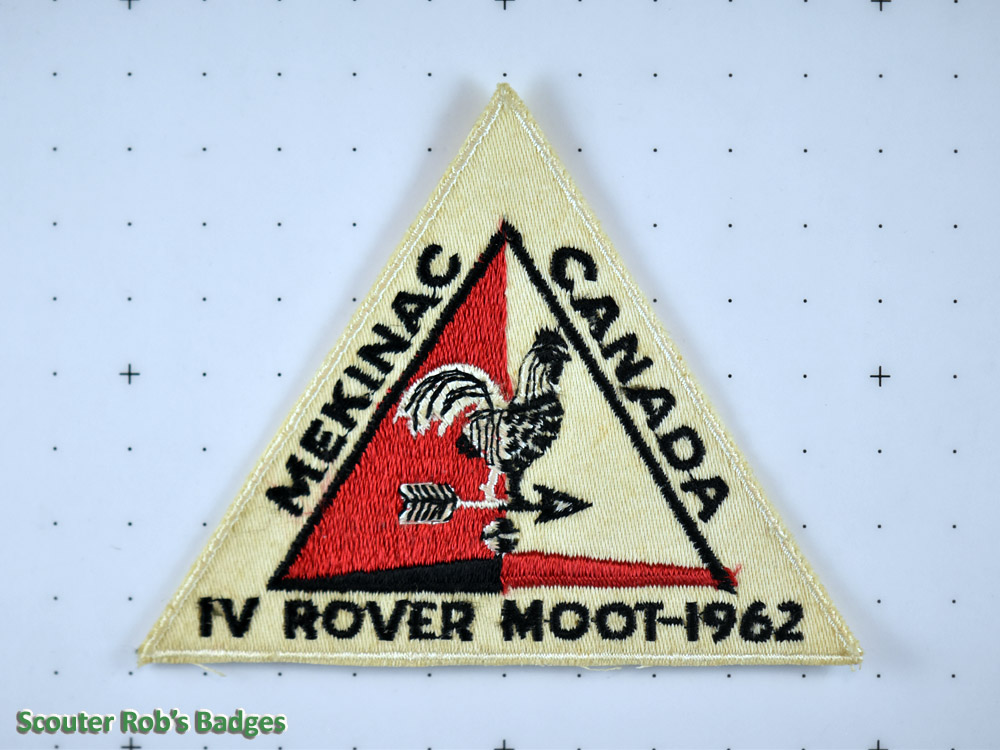 MEKINAC
CANADA
IV ROVER MOOT-1962
Scouter Rob's Badges